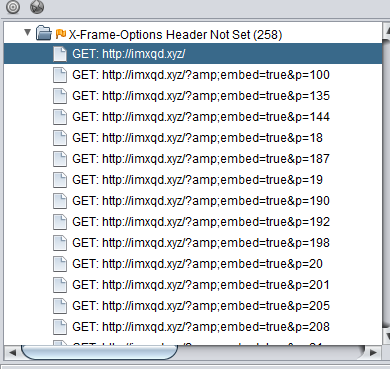 X-Frame-Options Header Not Set (258)
GET: http://imxqd.xyz/
GET: http://imxqd.xyz/?amp;embed=true&p=100
GET: http://imxqd.xyz/?amp;embed=true&p=135
GET: http://imxqd.xyz/?amp;embed=true&p=144
GET: http://imxqd.xyz/?amp;embed=true&p=18
GET: http://imxqd.xyz/?amp;embed=true&p=187
GET: http://imxqd.xyz/?amp;embed=true&p=19
GET: http://imxqd.xyz/?amp;embed=true&p=190
GET: http://imxqd.xyz/?amp;embed=true&p=192
GET: http://imxqd.xyz/?amp;embed=true&p=198
GET: http://imxqd.xyz/?amp;embed=true&p=20
GET: http://imxqd.xyz/?amp;embed=true&p=201
GET: http://imxqd.xyz/?amp;embed=true&p=205
GET: http://imxqd.xyz/?amp;embed=true&p=208